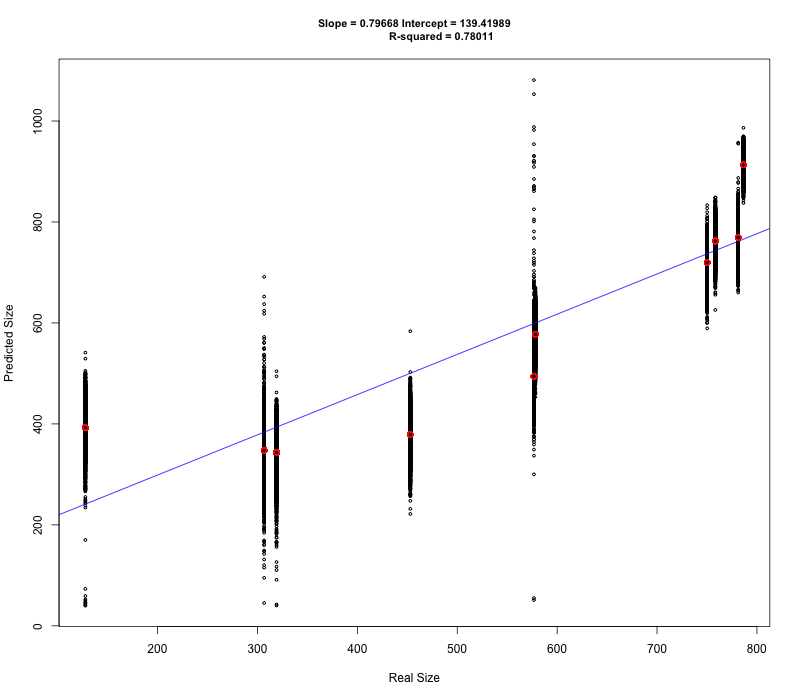 Slope = 0.79668 Intercept = 139.41989
R-squared = 0.78011
Predicted Size
1000
800
600
400
200
0
200 300 400 500 600 700 800
Real Size